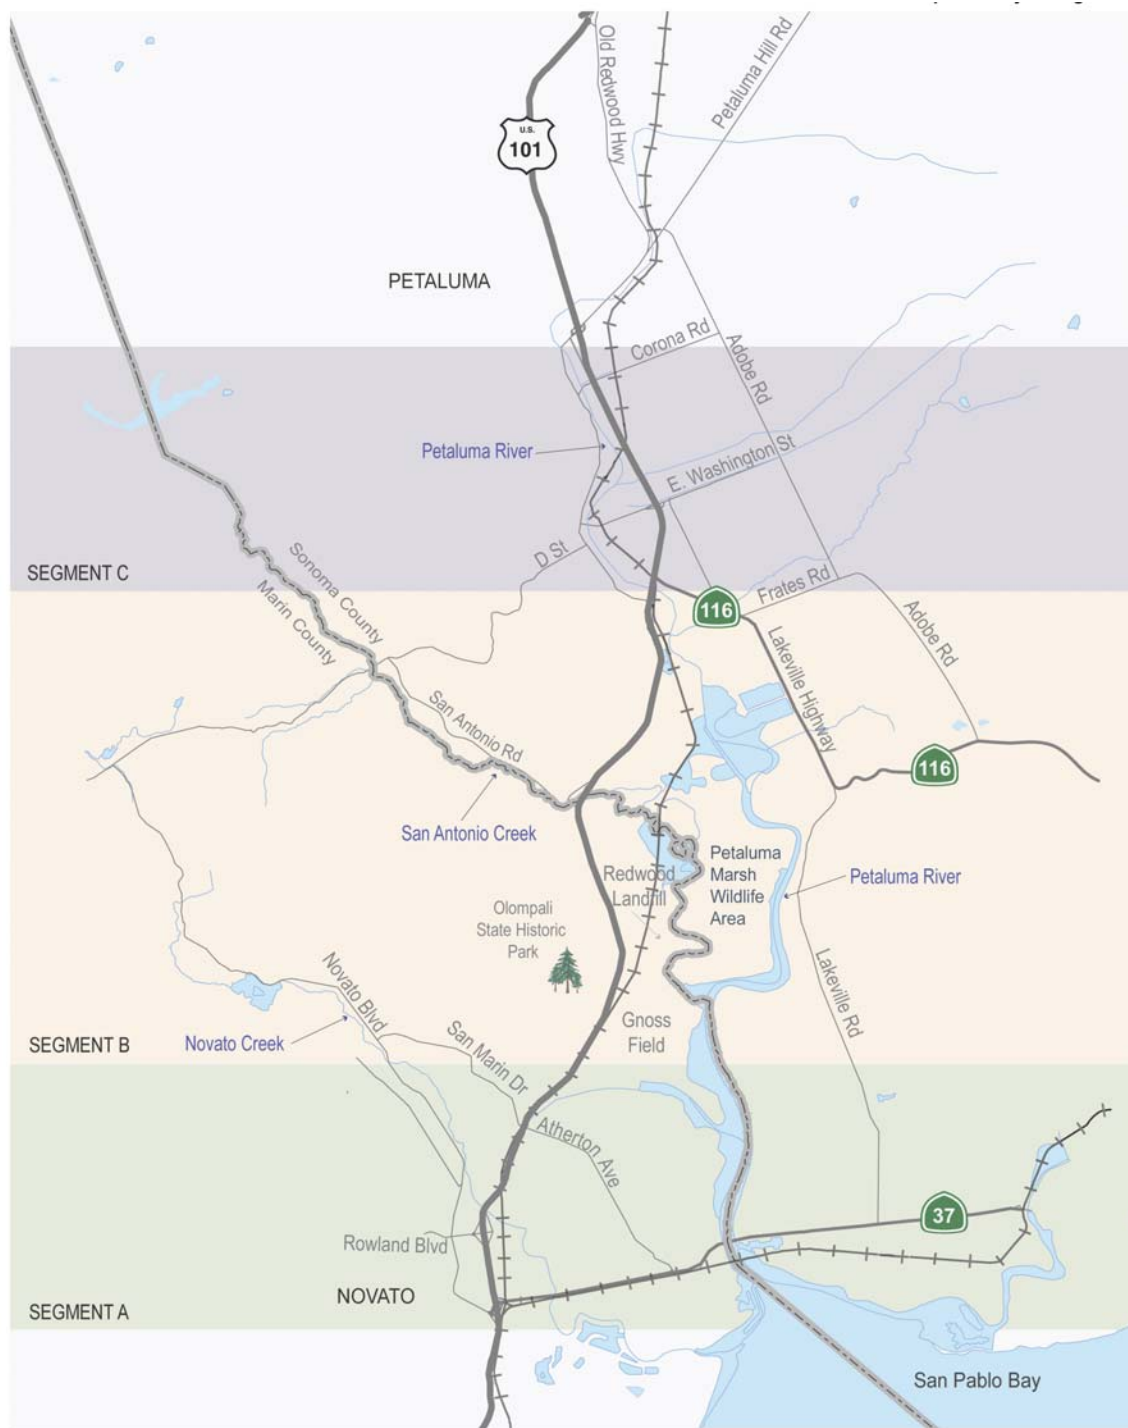 Old Redwood Hwy
Petaluma Hill Rd
U.S.
101
PETALUMA
Corona Rd
Adobe Rd
Petaluma River
E. Washington St
D St
SEGMENT C
Sonoma County
Marin County
Frates Rd
116
Adobe Rd
Lakeville Highway
San Antonio Rd
116
San Antonio Creek
Petaluma
Marsh
Wildlife
Area
Redwood
Landfill
Petaluma River
Olompali
State Historic
Park
Novato Blvd
Lakeville Rd
Gnoss
Field
Novato Creek
SEGMENT B
San Marin Dr
Atherton Ave
37
Rowland Blvd
NOVATO
SEGMENT A
San Pablo Bay